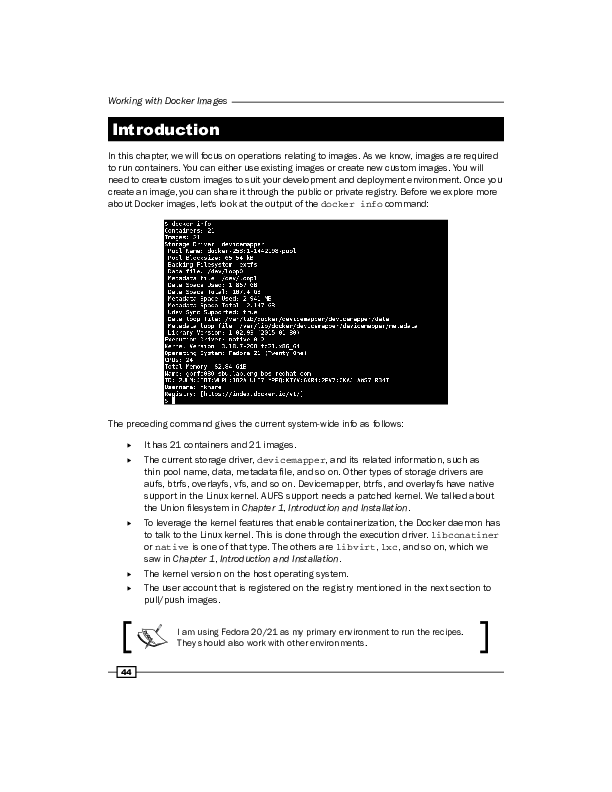 Working with Docker Images
Introduction
In this chapter, we will focus on operations relating to images. As we know, images are required
to run containers. You can either use existing images or create new custom images. You will
need to create custom images to suit your development and deployment environment. Once you
create an image, you can share it through the public or private registry. Before we explore more
about Docker images, let's look at the output of the docker info command:
$ docker info
Containers: 21
Images: 21
Storage Driver: devicemapper
Pool Name: docker-253:1-1442198-pool
Pool Blocksize: 65.54 kB
Backing Filesystem: extfs
Data file: /dev/loop0
Metadata file: /dev/loop1
Data Space Used: 1.867 GB
Data Space Total: 107.4 GB
Metadata Space Used: 2.941 MB
Metadata Space Total: 2.147 GB
Udev Sync Supported: true
Data loop file: /var/lib/docker/devicemapper/devicemapper/data
Metadata loop file: /var/lib/docker/devicemapper/devicemapper/metadata
Library Version: 1.02.93 (2015-01-30)
Execution Driver: native-0.2
Kernel Version: 3.18.7-200.fc21.x86_64
Operating System: Fedora 21 (Twenty One)
CPUs: 24
Total Memory: 62.84 GiB
Name:
ID:
Username: nkhare
Registry: [https://index.docker.io/v1/]
$
The preceding command gives the current system-wide info as follows:
► It has 21 containers and 21 images.
► The current storage driver, devicemapper, and its related information, such as
thin pool name, data, metadata file, and so on. Other types of storage drivers are
aufs, btrfs, overlayfs, vfs, and so on. Devicemapper, btrfs, and overlayfs have native
support in the Linux kernel. AUFS support needs a patched kernel. We talked about
the Union filesystem in Chapter 1, Introduction and Installation.
► To leverage the kernel features that enable containerization, the Docker daemon has
to talk to the Linux kernel. This is done through the execution driver. libconatiner
or native is one of that type. The others are libvirt, lxc, and so on, which we
saw in Chapter 1, Introduction and Installation.
► The kernel version on the host operating system.
► The user account that is registered on the registry mentioned in the next section to
pull/push images.
I am using Fedora 20/21 as my primary environment to run the recipes.
They should also work with other environments.
44